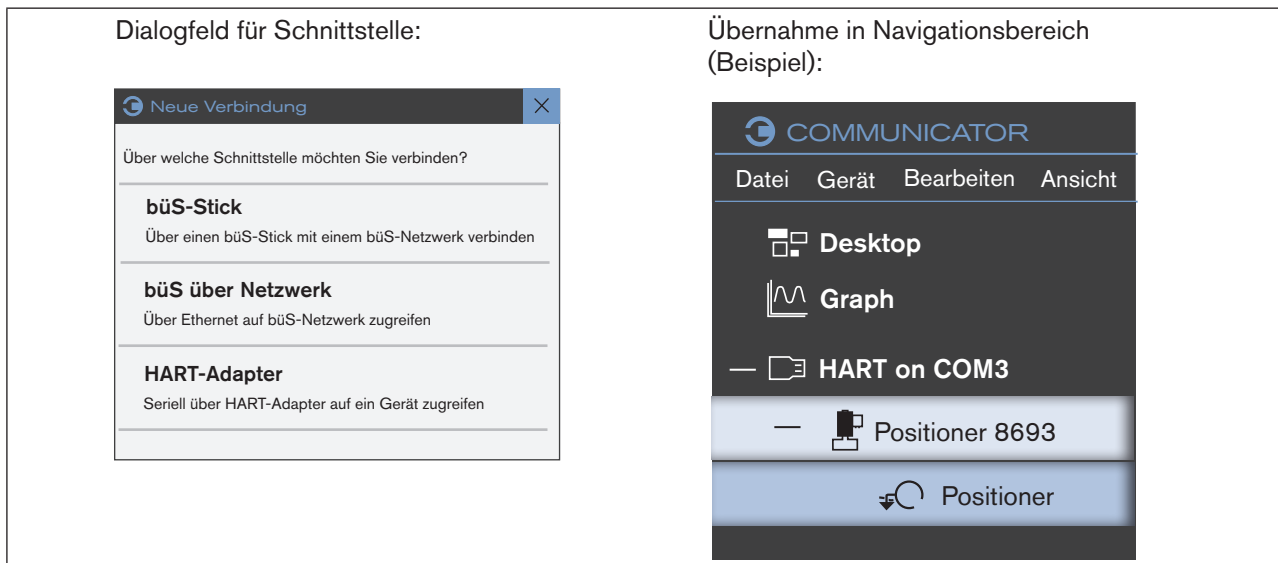 Dialogfeld für Schnittstelle:
Neue Verbindung
Über welche Schnittstelle möchten Sie verbinden?
büS-Stick
Über einen büS-Stick mit einem büS-Netzwerk verbinden
büS über Netzwerk
Über Ethernet auf büS-Netzwerk zugreifen
HART-Adapter
Seriell über HART-Adapter auf ein Gerät zugreifen
Übernahme in Navigationsbereich
(Beispiel):
COMMUNICATOR
Datei Gerät Bearbeiten Ansicht
Desktop
Graph
HART on COM3
Positioner 8693
Positioner